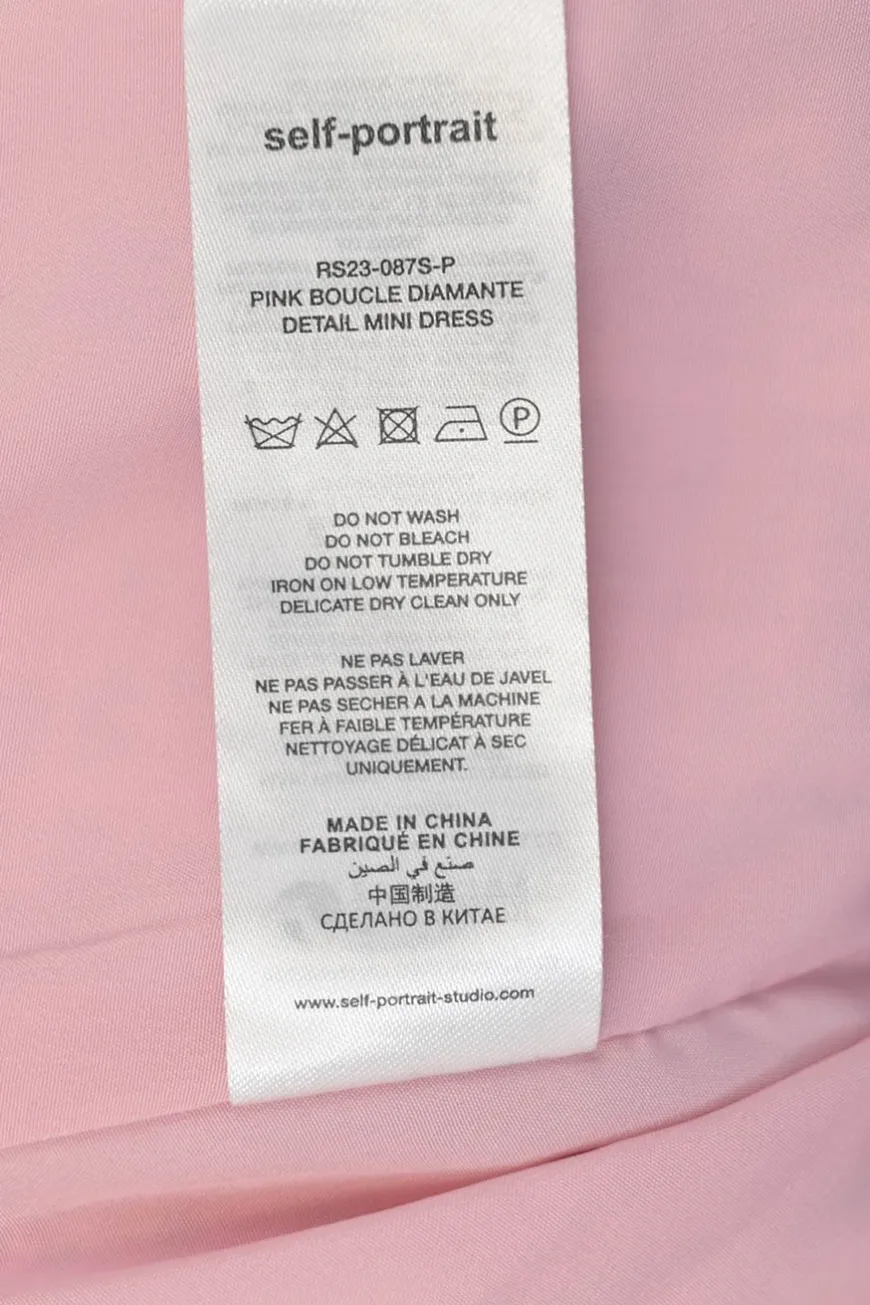 self-portrait
RS23-087S-P
PINK BOUCLE DIAMANTE
DETAIL MINI DRESS
P
DO NOT WASH
DO NOT BLEACH
DO NOT TUMBLE DRY
IRON ON LOW TEMPERATURE
DELICATE DRY CLEAN ONLY
NE PAS LAVER
NE PAS PASSER À L'EAU DE JAVEL
NE PAS SECHER A LA MACHINE
FER À FAIBLE TEMPÉRATURE
NETTOYAGE DÉLICAT À SEC
UNIQUEMENT.
MADE IN CHINA
FABRIQUÉ EN CHINE
صنع في الصين
中国制造
СДЕЛАНО В КИТАЕ
www.self-portrait-studio.com